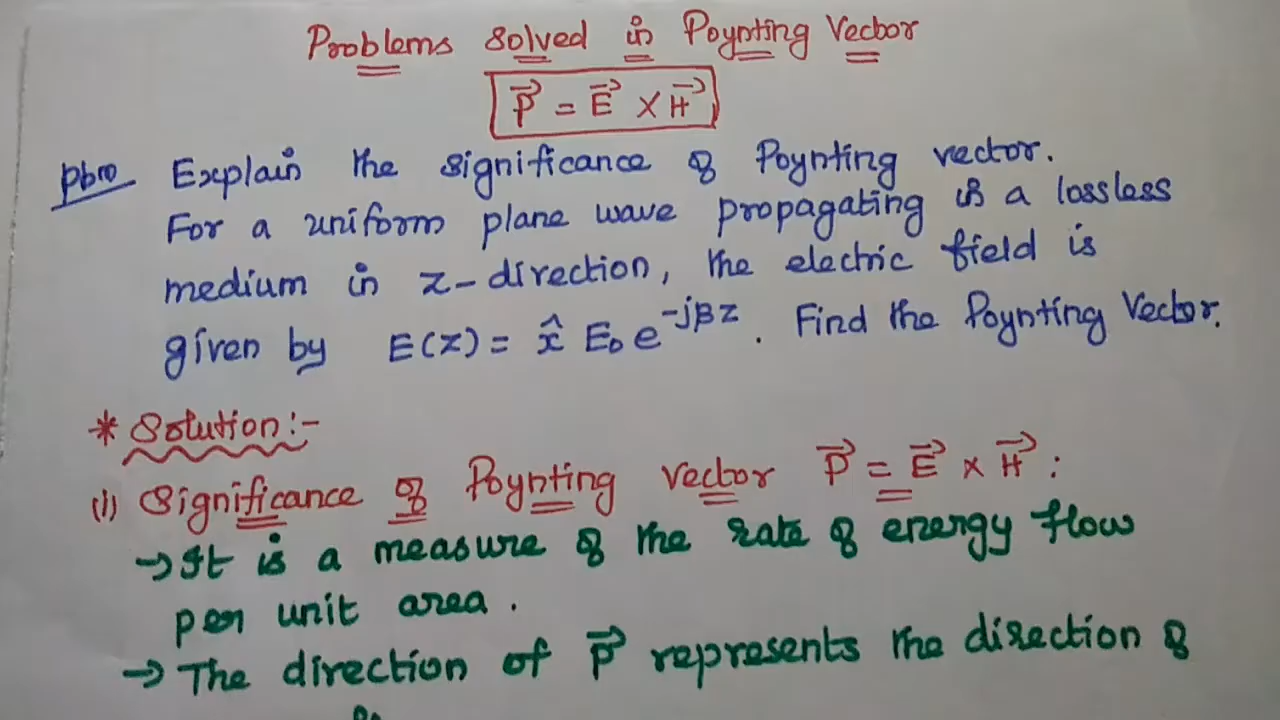 Problems solved in Poynting Vector
P⃗ = E⃗ × H⃗
Pbm Explain the significance of Poynting vector.
For a uniform plane wave propagating is a lossless
medium in z-direction, the electric field is
given by E(z) = x̂ E₀ e^-jβz. Find the Poynting Vector.
* Solution:-
(i) Significance of Poynting vector P⃗ = E⃗ × H⃗ :
→ It is a measure of the rate of energy flow
per unit area.
→ The direction of P⃗ represents the direction of